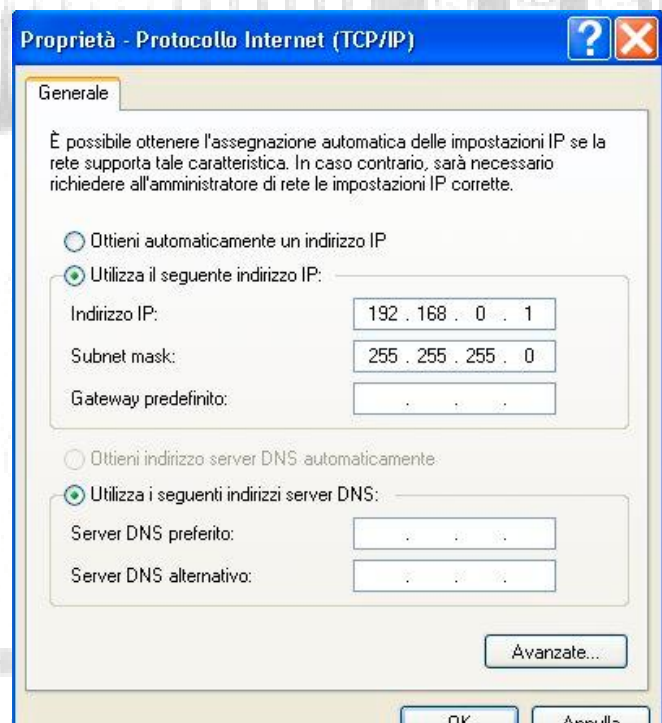 Proprietà - Protocollo Internet (TCP/IP)
Generale
È possibile ottenere l'assegnazione automatica delle impostazioni IP se la
rete supporta tale caratteristica. In caso contrario, sarà necessario
richiedere all'amministratore di rete le impostazioni IP corrette.
Ottieni automaticamente un indirizzo IP
Utilizza il seguente indirizzo IP:
Indirizzo IP: 192 . 168 . 0 . 1
Subnet mask: 255 . 255 . 255 . 0
Gateway predefinito: . . .
Ottieni indirizzo server DNS automaticamente
Utilizza i seguenti indirizzi server DNS:
Server DNS preferito: . . .
Server DNS alternativo: . . .
Avanzate...
OK Annulla